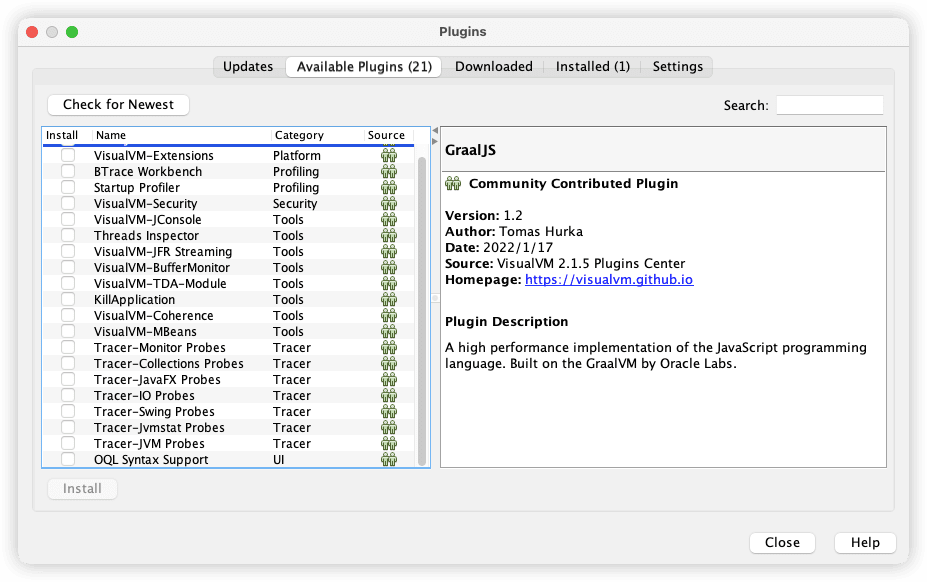 Plugins
Updates Available Plugins (21) Downloaded Installed (1) Settings
Check for Newest Search:
Install Name Category Source
VisualVM-Extensions Platform
BTrace Workbench Profiling
Startup Profiler Profiling
VisualVM-Security Security
VisualVM-JConsole Tools
Threads Inspector Tools
VisualVM-JFR Streaming Tools
VisualVM-BufferMonitor Tools
VisualVM-TDA-Module Tools
KillApplication Tools
VisualVM-Coherence Tools
VisualVM-MBeans Tools
Tracer-Monitor Probes Tracer
Tracer-Collections Probes Tracer
Tracer-JavaFX Probes Tracer
Tracer-IO Probes Tracer
Tracer-Swing Probes Tracer
Tracer-Jvmstat Probes Tracer
Tracer-JVM Probes Tracer
OQL Syntax Support UI
GraalJS
Community Contributed Plugin
Version: 1.2
Author: Tomas Hurka
Date: 2022/1/17
Source: VisualVM 2.1.5 Plugins Center
Homepage: https://visualvm.github.io
Plugin Description
A high performance implementation of the JavaScript programming
language. Built on the GraalVM by Oracle Labs.
Install
Close Help